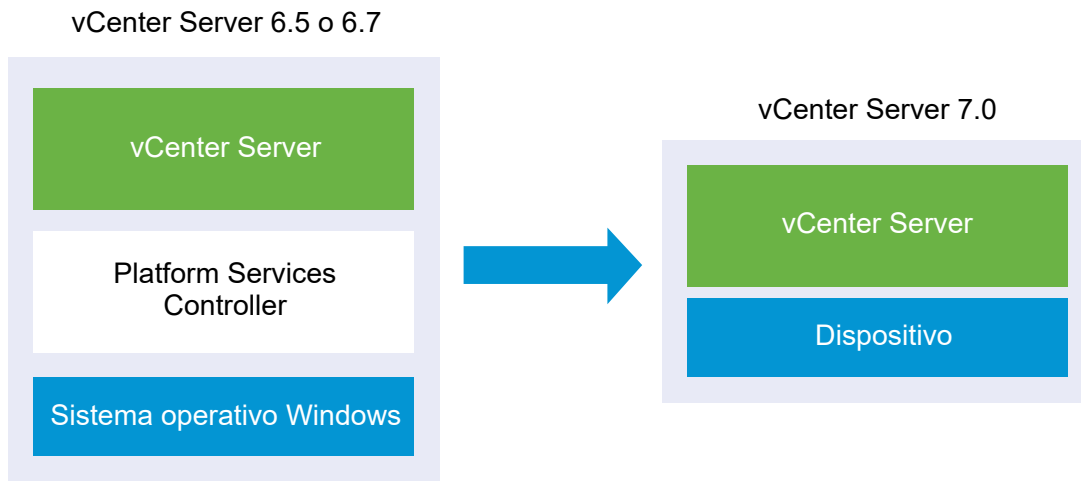 vCenter Server 6.5 o 6.7
vCenter Server
Platform Services
Controller
Sistema operativo Windows
vCenter Server 7.0
vCenter Server
Dispositivo